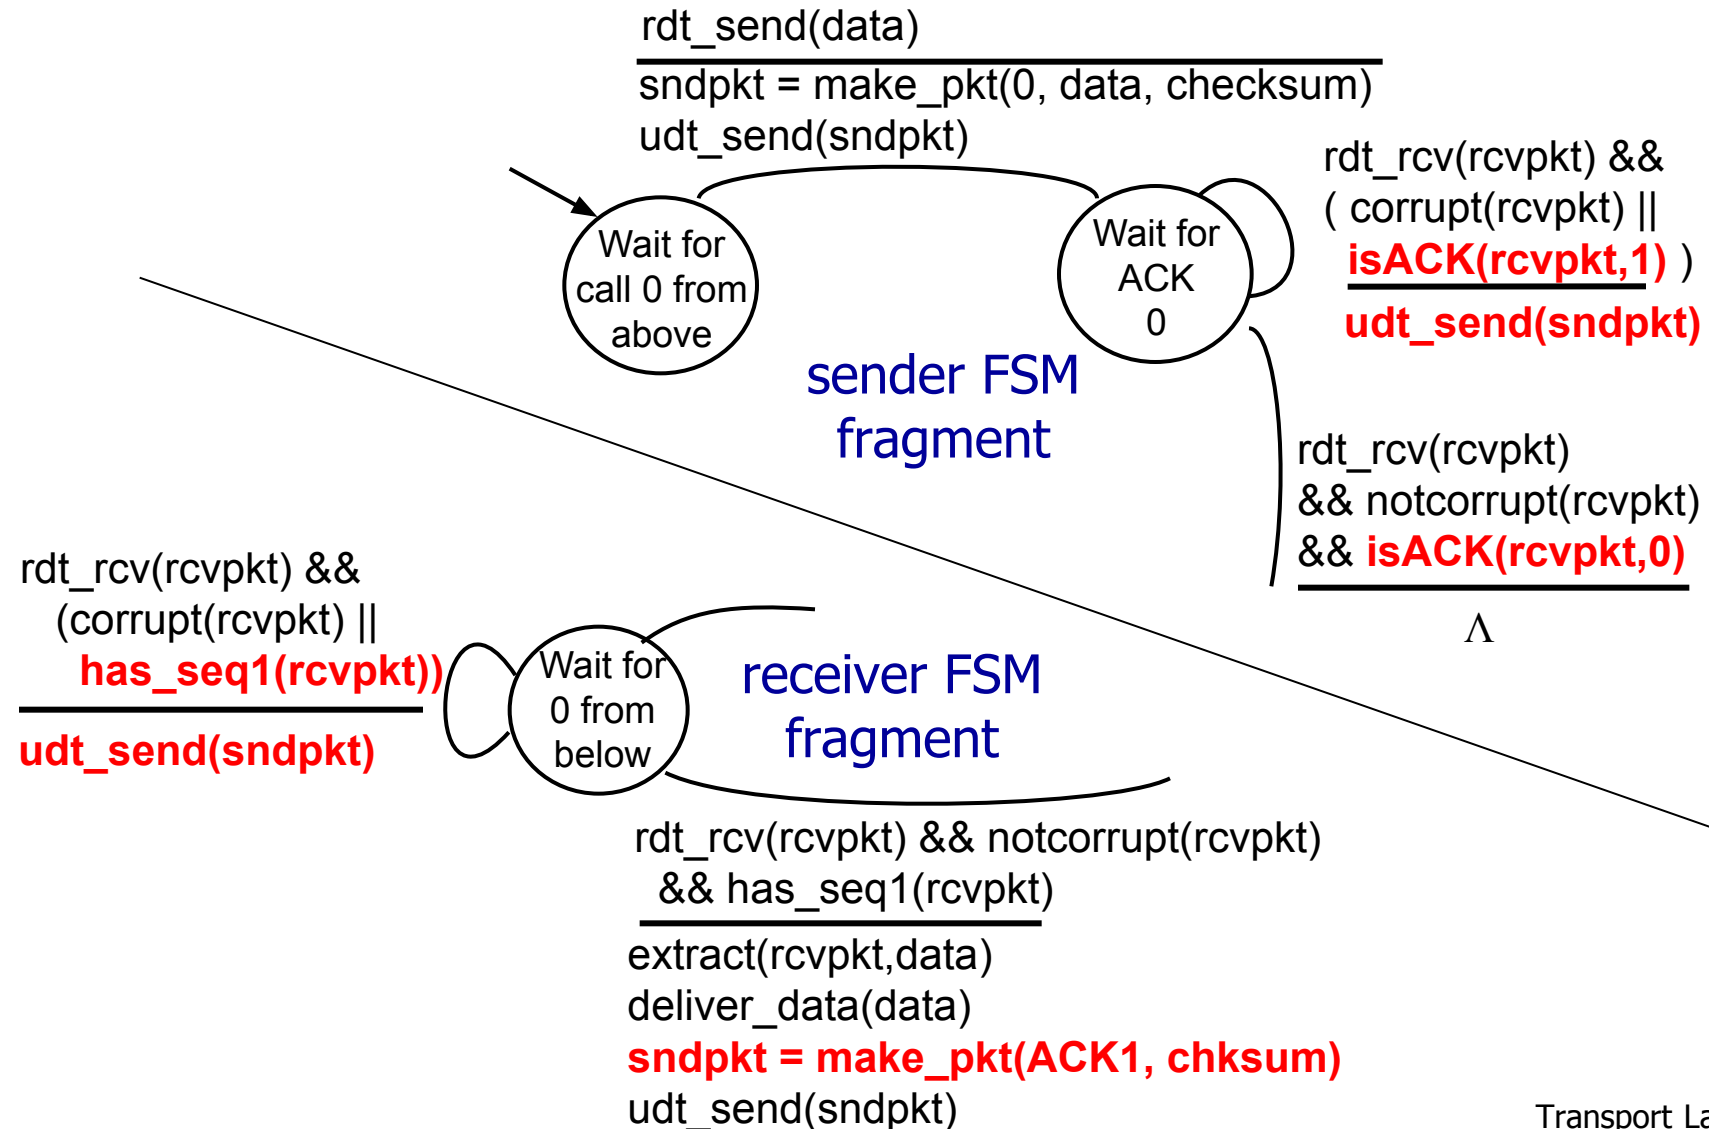 rdt_send(data)
sndpkt = make_pkt(0, data, checksum)
udt_send(sndpkt)
rdt_rcv(rcvpkt) &&
( corrupt(rcvpkt) ||
isACK(rcvpkt,1) )
udt_send(sndpkt)
Wait for
call 0 from
above
Wait for
ACK
0
sender FSM
fragment
rdt_rcv(rcvpkt)
&& notcorrupt(rcvpkt)
&& isACK(rcvpkt,0)
Λ
rdt_rcv(rcvpkt) &&
(corrupt(rcvpkt) ||
has_seq1(rcvpkt))
udt_send(sndpkt)
Wait for
0 from
below
receiver FSM
fragment
rdt_rcv(rcvpkt) && notcorrupt(rcvpkt)
&& has_seq1(rcvpkt)
extract(rcvpkt,data)
deliver_data(data)
sndpkt = make_pkt(ACK1, chksum)
udt_send(sndpkt)
Transport La